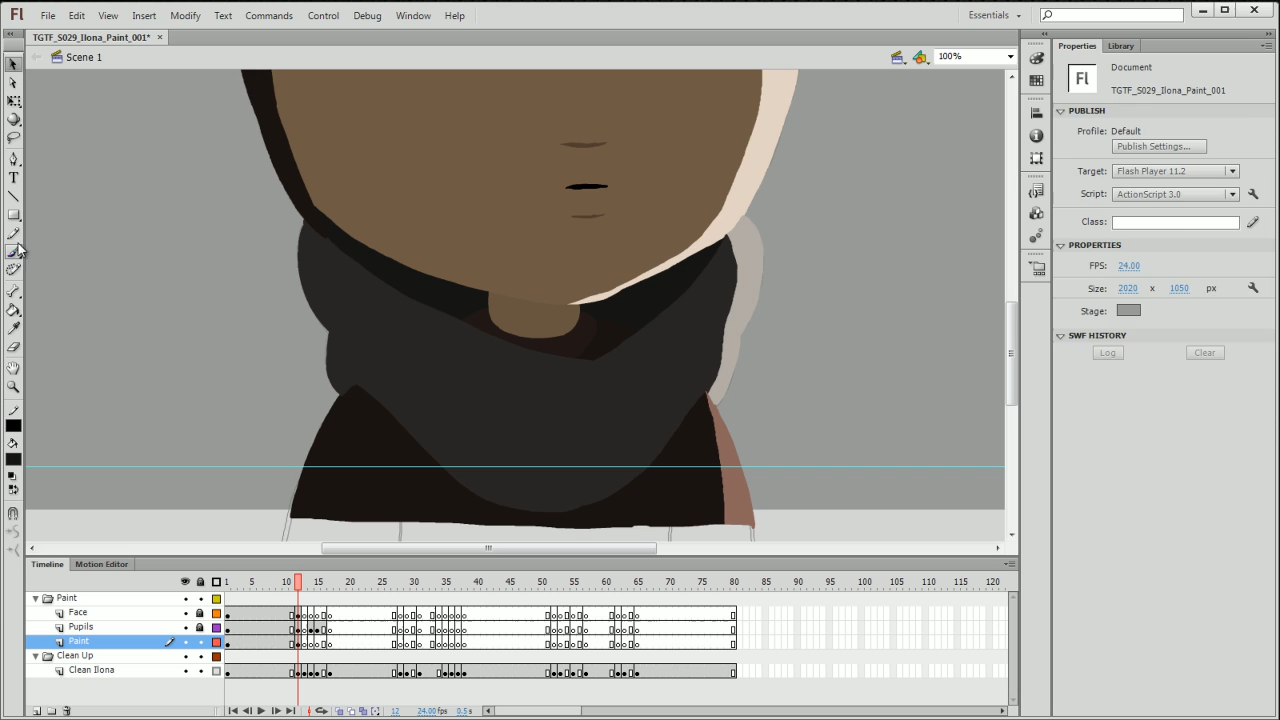 Fl File Edit View Insert Modify Text Commands Control Debug Window Help Essentials
TGTF_S029_Ilona_Paint_001* ×
Scene 1 100%
Properties Library
Fl Document
TGTF_S029_Ilona_Paint_001
PUBLISH
Profile: Default
Publish Settings...
Target: Flash Player 11.2
Script: ActionScript 3.0
Class:
PROPERTIES
FPS: 24.00
Size: 2020 x 1050 px
Stage:
SWF HISTORY
Log Clear
Timeline Motion Editor
1 5 10 15 20 25 30 35 40 45 50 55 60 65 70 75 80 85 90 95 100 105 110 115 120
Paint
Face
Pupils
Paint
Clean Up
Clean Ilona
12 24.00 fps 0.5 s